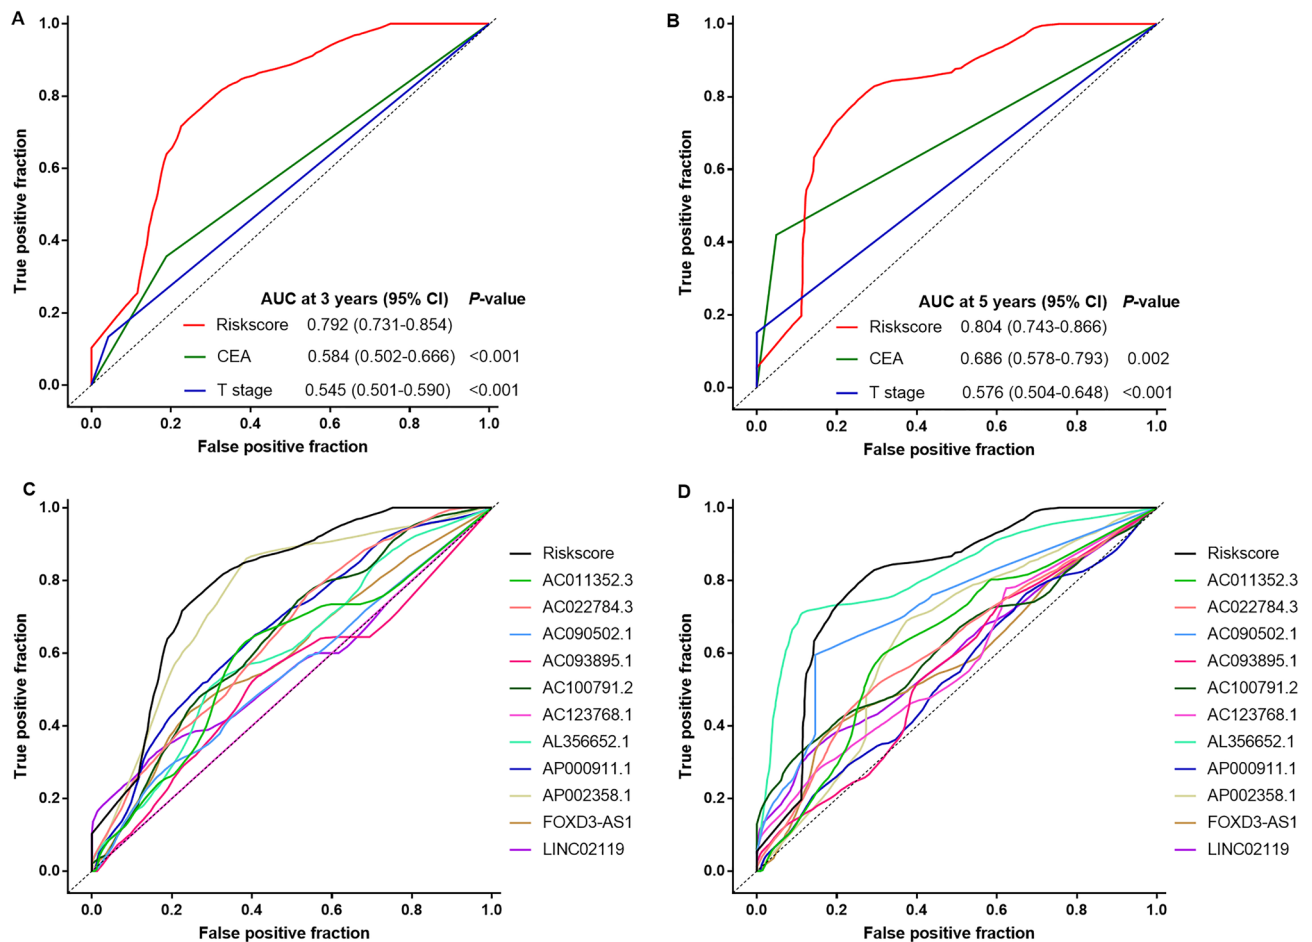 A
1.0
0.8
0.6
0.4
0.2
0.0
True positive fraction
AUC at 3 years (95% CI) P-value
Riskscore 0.792 (0.731-0.854)
CEA 0.584 (0.502-0.666) <0.001
T stage 0.545 (0.501-0.590) <0.001
0.0 0.2 0.4 0.6 0.8 1.0
False positive fraction
B
1.0
0.8
0.6
0.4
0.2
0.0
True positive fraction
AUC at 5 years (95% CI) P-value
Riskscore 0.804 (0.743-0.866)
CEA 0.686 (0.578-0.793) 0.002
T stage 0.576 (0.504-0.648) <0.001
0.0 0.2 0.4 0.6 0.8 1.0
False positive fraction
C
1.0
0.8
0.6
0.4
0.2
0.0
True positive fraction
0.0 0.2 0.4 0.6 0.8 1.0
False positive fraction
Riskscore
AC011352.3
AC022784.3
AC090502.1
AC093895.1
AC100791.2
AC123768.1
AL356652.1
AP000911.1
AP002358.1
FOXD3-AS1
LINC02119
D
1.0
0.8
0.6
0.4
0.2
0.0
True positive fraction
0.0 0.2 0.4 0.6 0.8 1.0
False positive fraction
Riskscore
AC011352.3
AC022784.3
AC090502.1
AC093895.1
AC100791.2
AC123768.1
AL356652.1
AP000911.1
AP002358.1
FOXD3-AS1
LINC02119